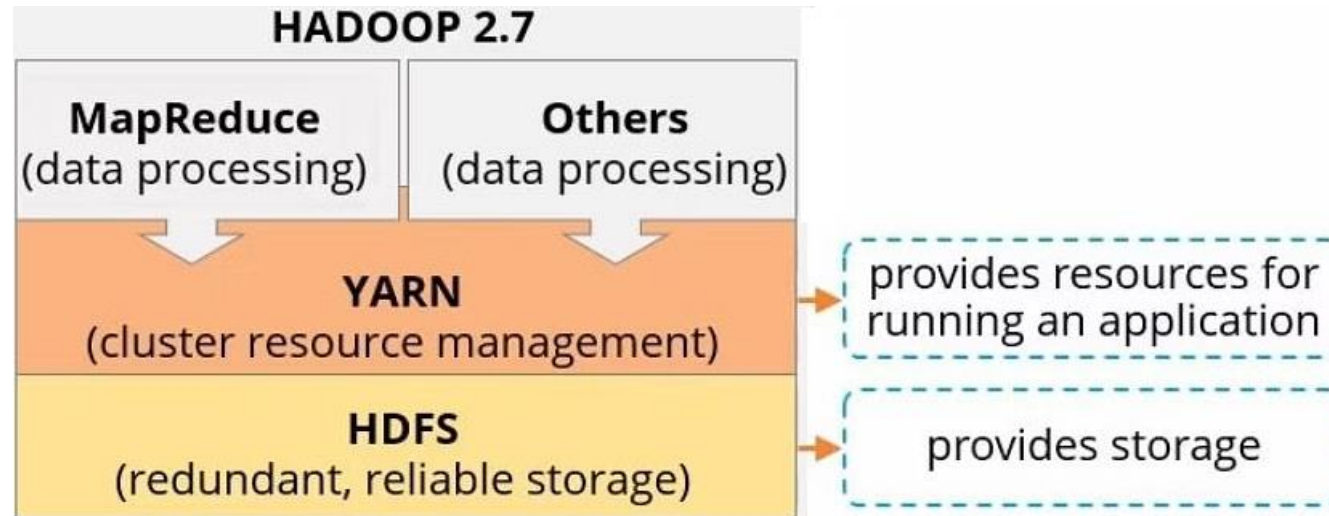 HADOOP 2.7
MapReduce
(data processing)
Others
(data processing)
YARN
(cluster resource management)
provides resources for
running an application
HDFS
(redundant, reliable storage)
provides storage